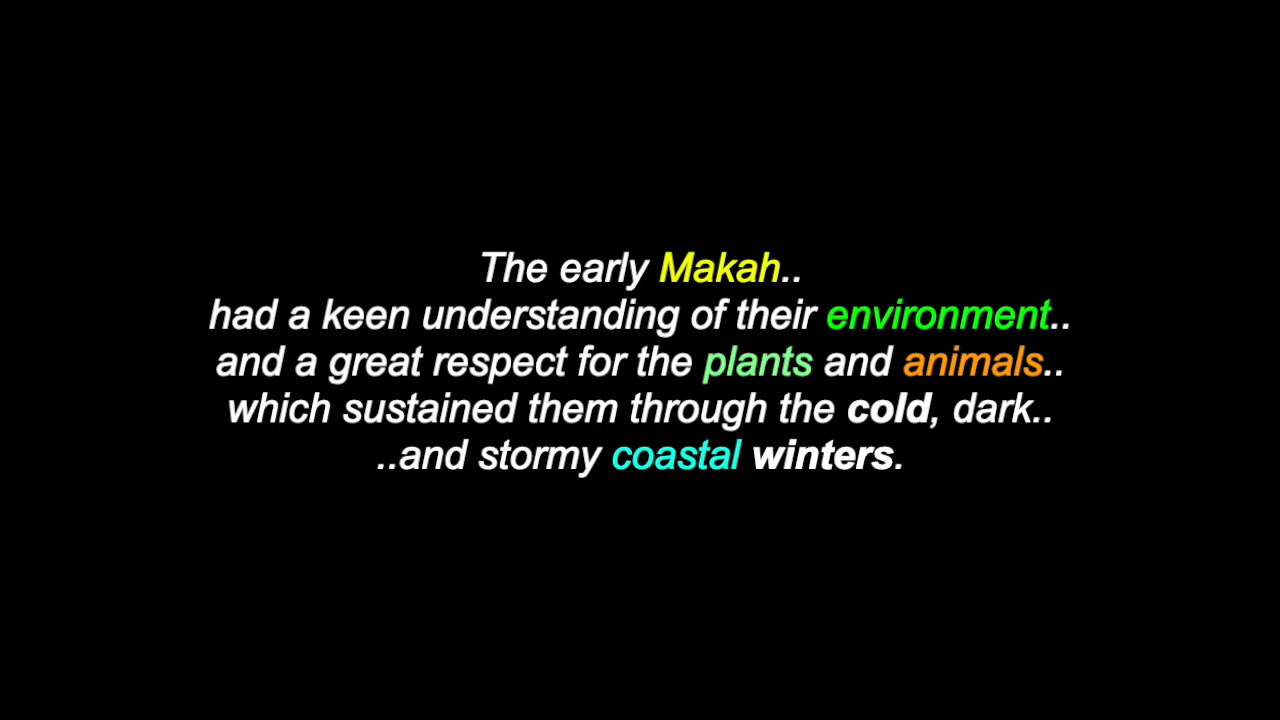 The early Makah..
had a keen understanding of their environment..
and a great respect for the plants and animals..
which sustained them through the cold, dark..
..and stormy coastal winters.